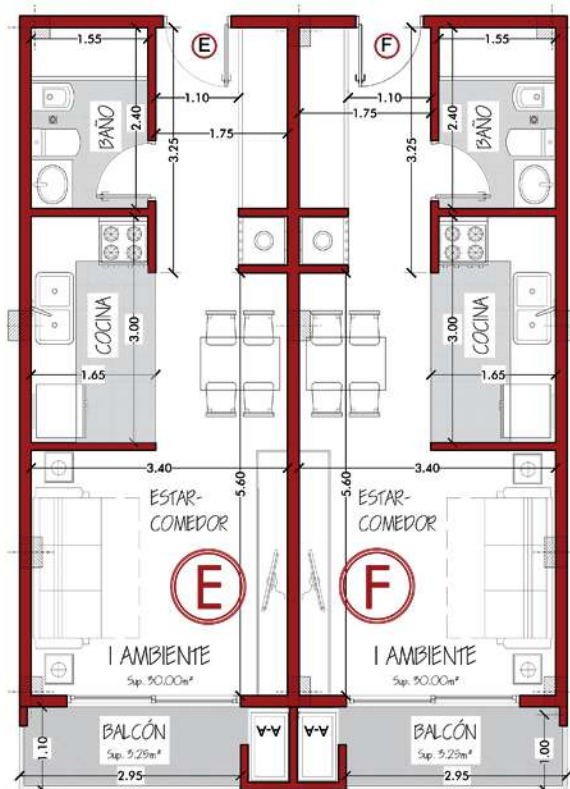 E
F
1.55
1.55
1.10
1.10
1.75
1.75
2.40
2.40
3.25
3.25
BAÑO
BAÑO
COCINA
COCINA
3.00
3.00
1.65
1.65
3.40
3.40
5.60
5.60
ESTAR-
COMEDOR
ESTAR-
COMEDOR
E
F
1 AMBIENTE
Sup. 30.00m²
1 AMBIENTE
Sup. 30.00m²
BALCÓN
Sup. 3.25m²
BALCÓN
Sup. 3.25m²
A-A
A-A
1.10
1.00
2.95
2.95